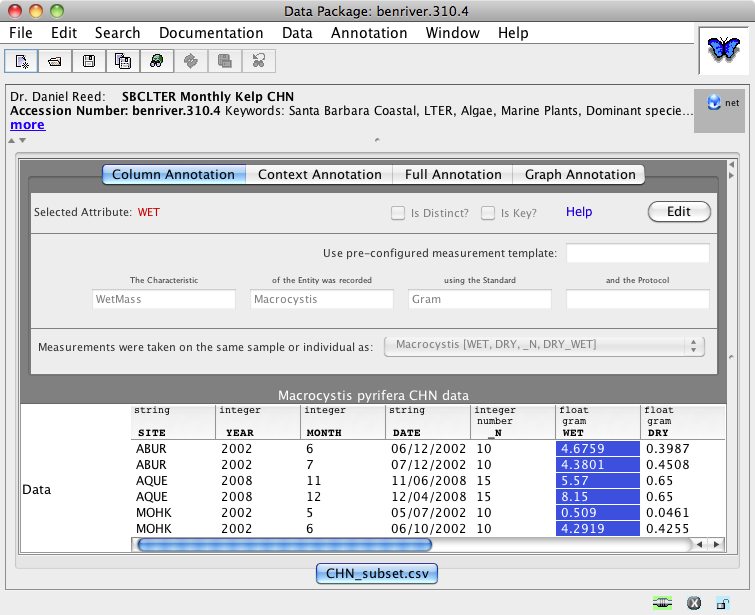 Data Package: benriver.310.4
File Edit Search Documentation Data Annotation Window Help
Dr. Daniel Reed: SBCLTER Monthly Kelp CHN
Accession Number: benriver.310.4 Keywords: Santa Barbara Coastal, LTER, Algae, Marine Plants, Dominant specie...
more
net
Column Annotation Context Annotation Full Annotation Graph Annotation
Selected Attribute: WET Is Distinct? Is Key? Help Edit
Use pre-configured measurement template:
The Characteristic of the Entity was recorded using the Standard and the Protocol
WetMass Macrocystis Gram
Measurements were taken on the same sample or individual as: Macrocystis [WET, DRY, _N, DRY_WET]
Macrocystis pyrifera CHN data
string integer integer string integer float float
number gram gram
SITE YEAR MONTH DATE _N WET DRY
ABUR 2002 6 06/12/2002 10 4.6759 0.3987
ABUR 2002 7 07/12/2002 10 4.3801 0.4508
AQUE 2008 11 11/06/2008 15 5.57 0.65
Data
AQUE 2008 12 12/04/2008 15 8.15 0.65
MOHK 2002 5 05/07/2002 10 0.509 0.0461
MOHK 2002 6 06/10/2002 10 4.2919 0.4255
CHN_subset.csv